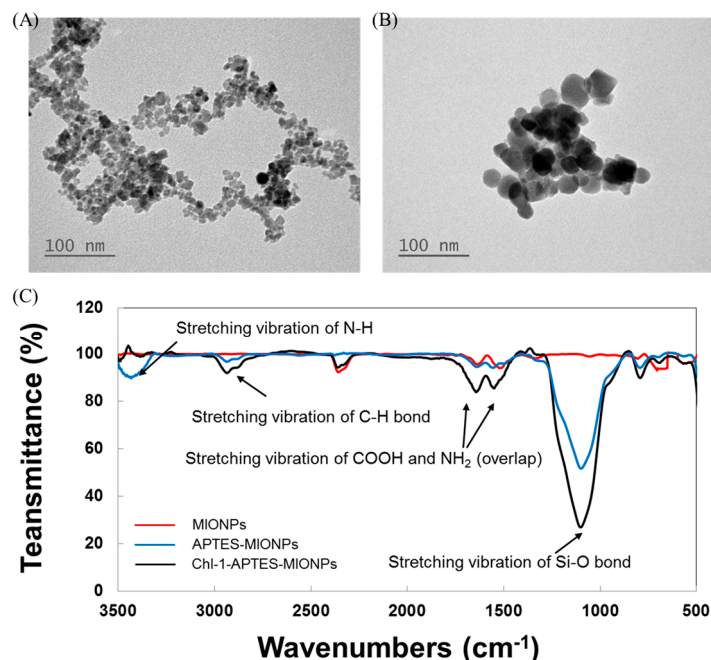 (A)
(B)
100 nm
100 nm
(C)
120
100
80
60
40
20
0
Teansmittance (%)
Stretching vibration of N-H
Stretching vibration of C-H bond
Stretching vibration of COOH and NH₂ (overlap)
MIONPs
APTES-MIONPs
Chl-1-APTES-MIONPs
Stretching vibration of Si-O bond
3500
3000
2500
2000
1500
1000
500
Wavenumbers (cm⁻¹)